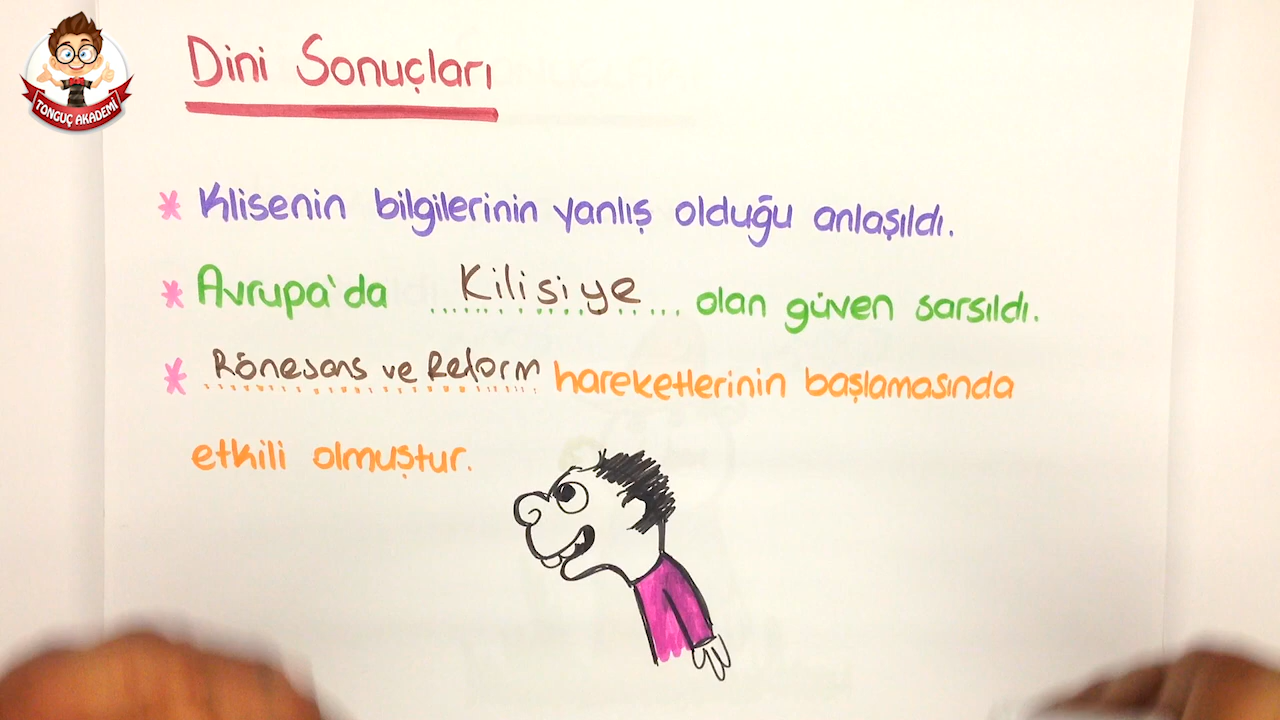 TONGUÇ AKADEMİ
Dini Sonuçları
* Klisenin bilgilerinin yanlış olduğu anlaşıldı.
* Avrupa'da Kilisiye olan güven sarsıldı.
* Rönesans ve Reform hareketlerinin başlamasında
etkili olmuştur.